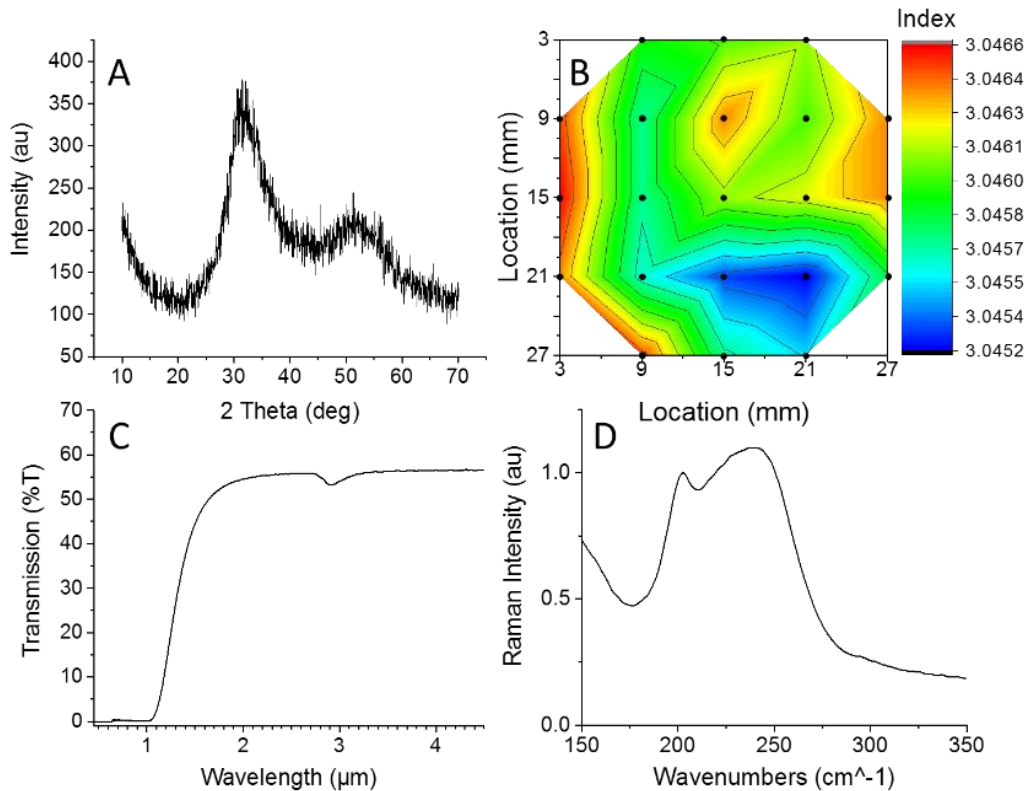 A
Intensity (au)
400
350
300
250
200
150
100
50
10 20 30 40 50 60 70
2 Theta (deg)
B
Index
Location (mm)
3
9
15
21
27
3 9 15 21 27
Location (mm)
3.0466
3.0464
3.0463
3.0461
3.0460
3.0458
3.0457
3.0455
3.0454
3.0452
C
Transmission (%T)
70
60
50
40
30
20
10
0
1 2 3 4
Wavelength (µm)
D
Raman Intensity (au)
1.0
0.5
0.0
150 200 250 300 350
Wavenumbers (cm^-1)